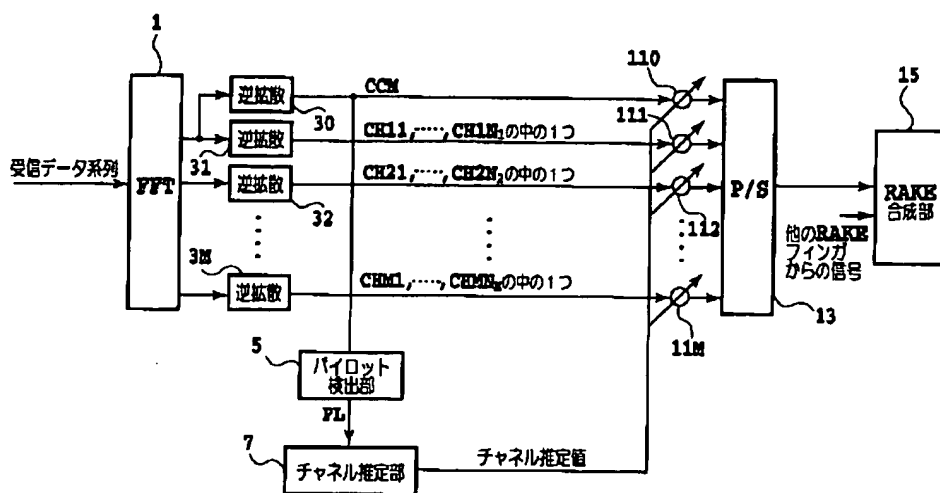 1
FFT
受信データ系列
逆拡散
30
CCM
110
逆拡散
31
CH11,‥‥,CH1N₁の中の1つ
111
逆拡散
32
CH21,‥‥,CH2N₂の中の1つ
112
3M
逆拡散
CHM1,‥‥,CHMNMの中の1つ
11M
P/S
13
15
RAKE
合成部
他のRAKE
フィンガ
からの信号
5
パイロット
検出部
PL
7
チャネル推定部
チャネル推定値